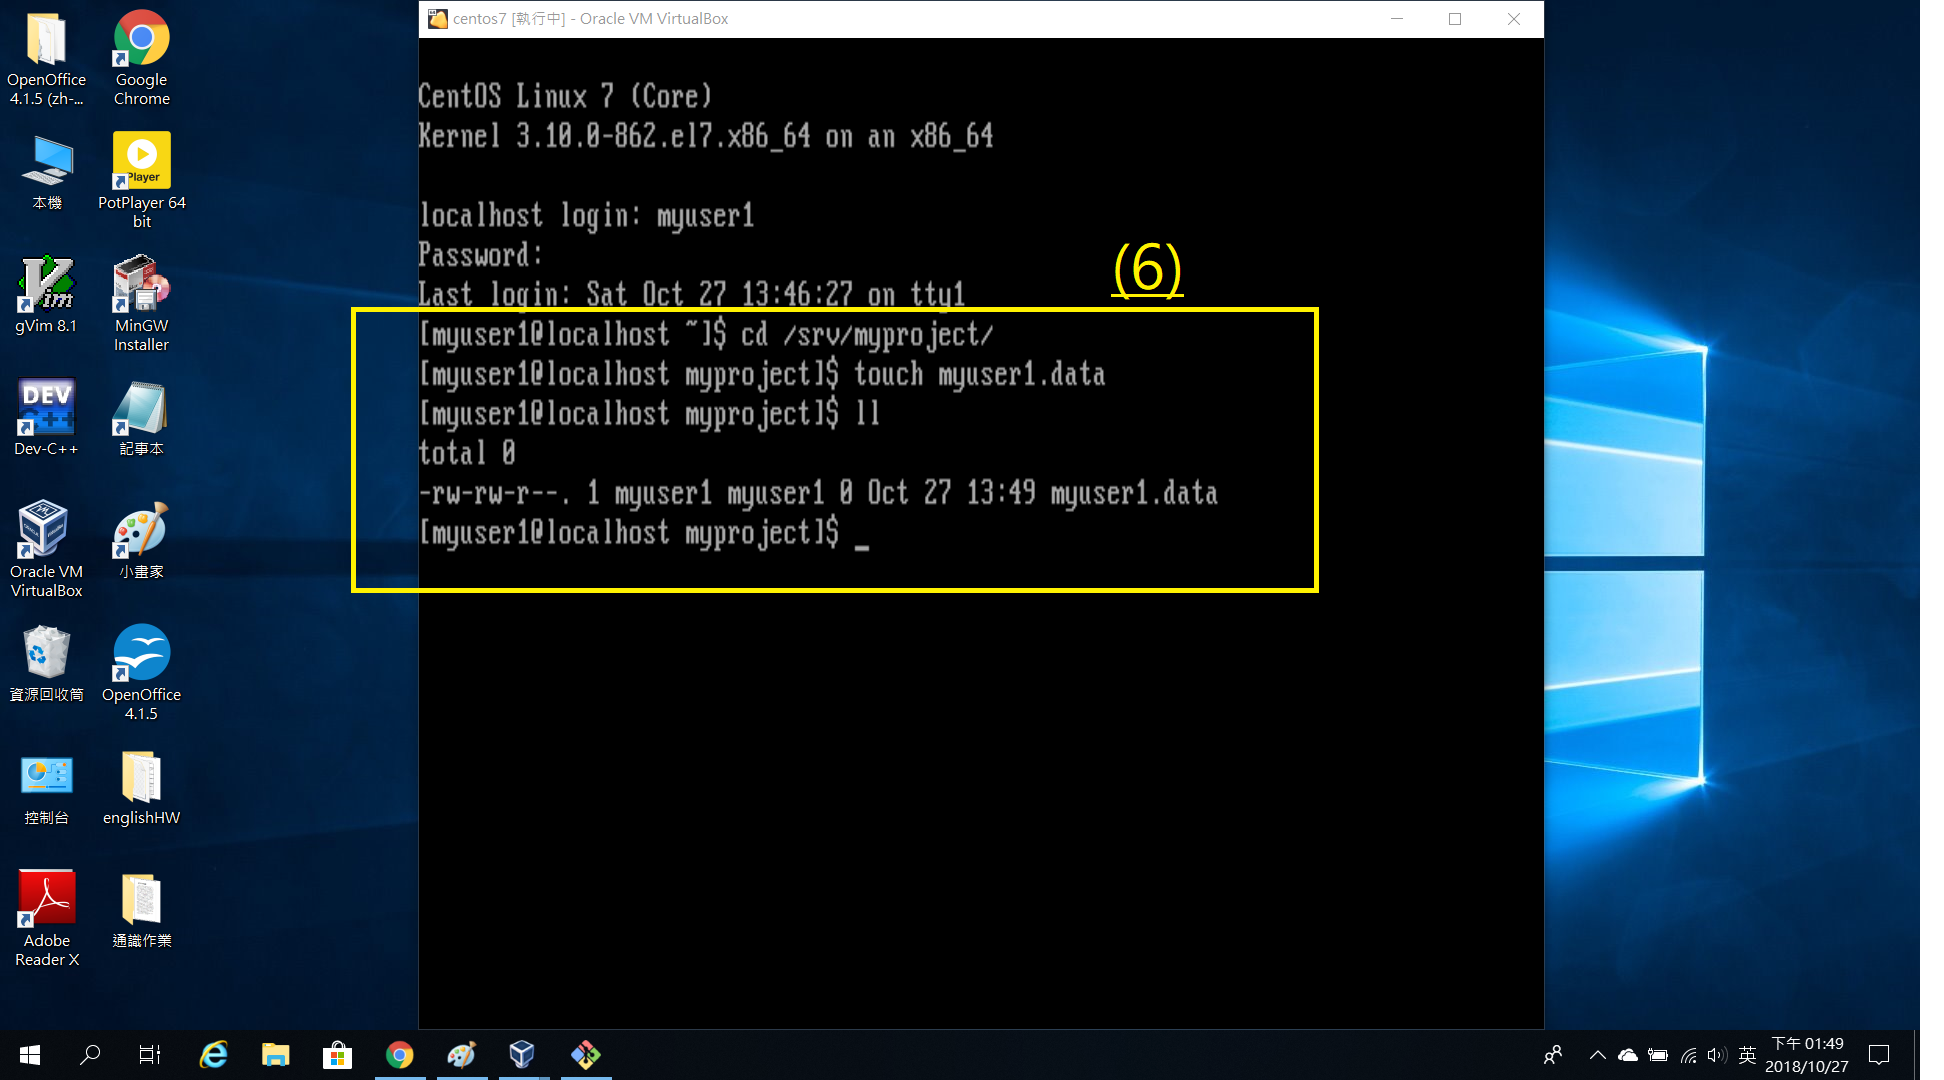 centos7 [執行中] - Oracle VM VirtualBox
CentOS Linux 7 (Core)
Kernel 3.10.0-862.el7.x86_64 on an x86_64
localhost login: myuser1
Password:
Last login: Sat Oct 27 13:46:27 on tty1
(6)
[myuser1@localhost ~]$ cd /srv/myproject/
[myuser1@localhost myproject]$ touch myuser1.data
[myuser1@localhost myproject]$ ll
total 0
-rw-rw-r--. 1 myuser1 myuser1 0 Oct 27 13:49 myuser1.data
[myuser1@localhost myproject]$ _
OpenOffice
4.1.5 (zh-...
Google
Chrome
本機
Player
PotPlayer 64
bit
Vim
gVim 8.1
MinGW
Installer
DEV
C++
Dev-C++
記事本
Oracle VM
VirtualBox
小畫家
資源回收筒
OpenOffice
4.1.5
控制台
englishHW
Adobe
Reader X
通識作業
英
下午 01:49
2018/10/27